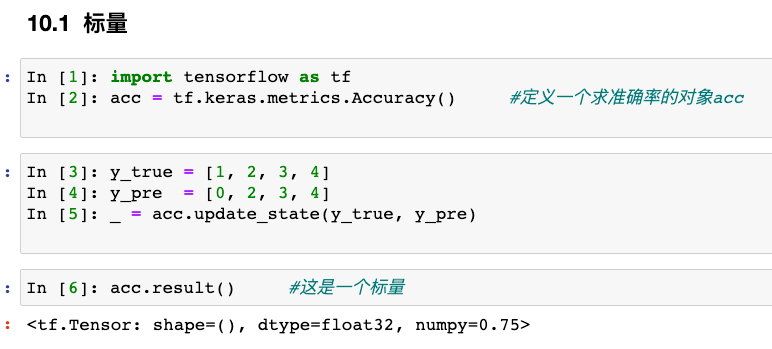 10.1 标量
In [1]: import tensorflow as tf
In [2]: acc = tf.keras.metrics.Accuracy() #定义一个求准确率的对象acc
In [3]: y_true = [1, 2, 3, 4]
In [4]: y_pre  = [0, 2, 3, 4]
In [5]: _ = acc.update_state(y_true, y_pre)
In [6]: acc.result() #这是一个标量
<tf.Tensor: shape=(), dtype=float32, numpy=0.75>